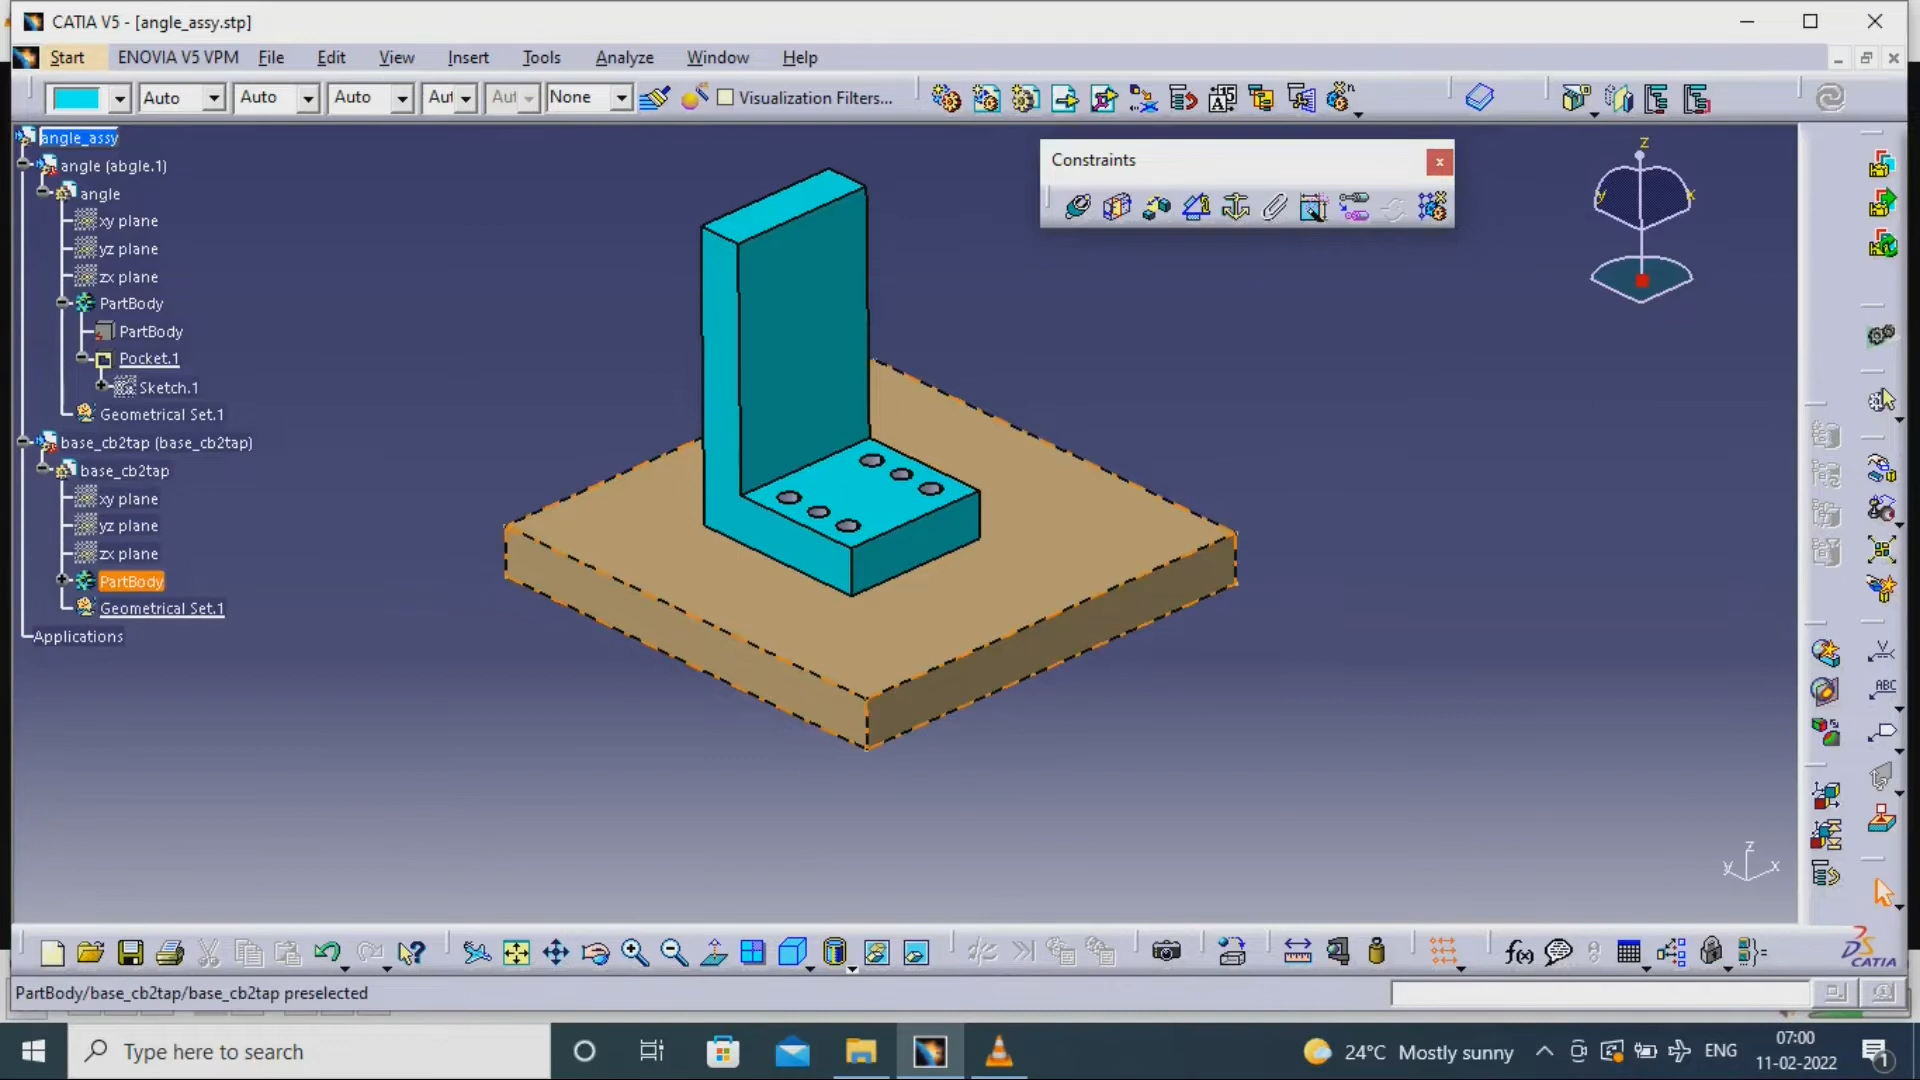 CATIA V5 - [angle_assy.stp]
Start ENOVIA V5 VPM File Edit View Insert Tools Analyze Window Help
Auto Auto Auto Aut Aut None Visualization Filters...
angle_assy
angle (abgle.1)
angle
xy plane
yz plane
zx plane
PartBody
PartBody
Pocket.1
Sketch.1
Geometrical Set.1
base_cb2tap (base_cb2tap)
base_cb2tap
xy plane
yz plane
zx plane
PartBody
Geometrical Set.1
Applications
Constraints x
z
y x
ABC
z
y x
f(x)
DS
CATIA
PartBody/base_cb2tap/base_cb2tap preselected
Type here to search
24°C Mostly sunny
ENG
07:00
11-02-2022
1